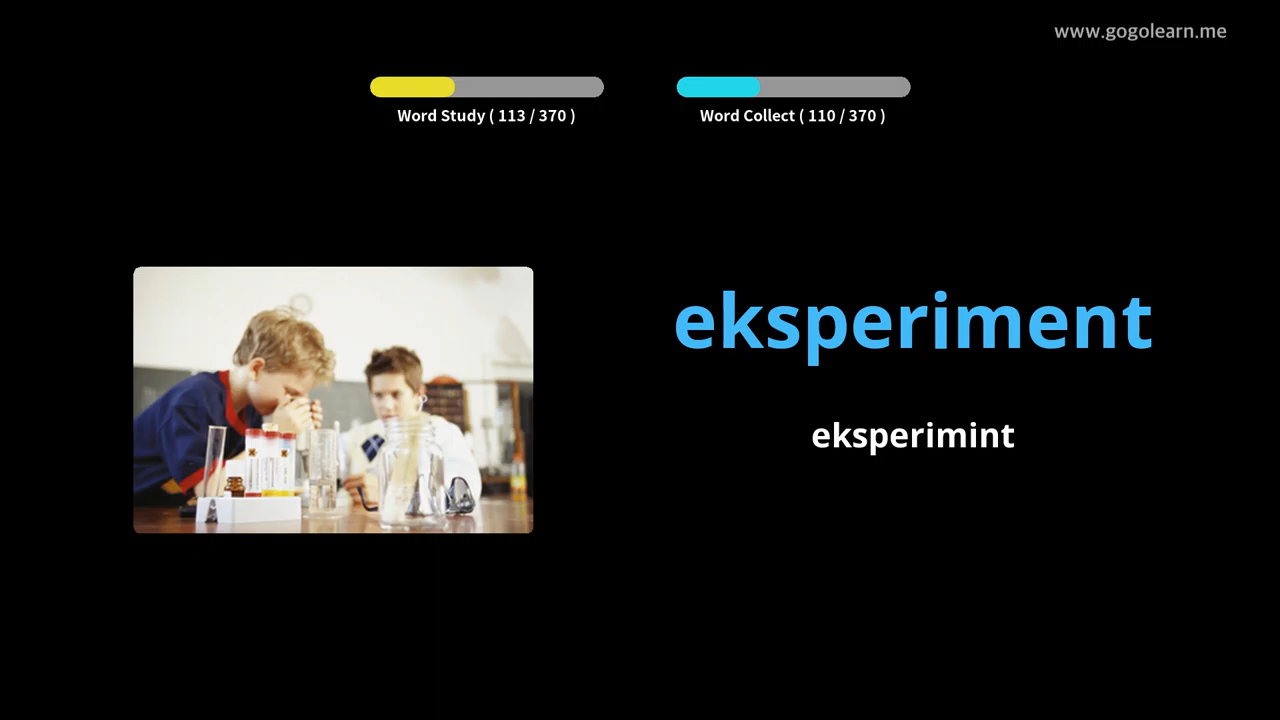 www.gogolearn.me
Word Study ( 113 / 370 )
Word Collect ( 110 / 370 )
eksperiment
eksperimint